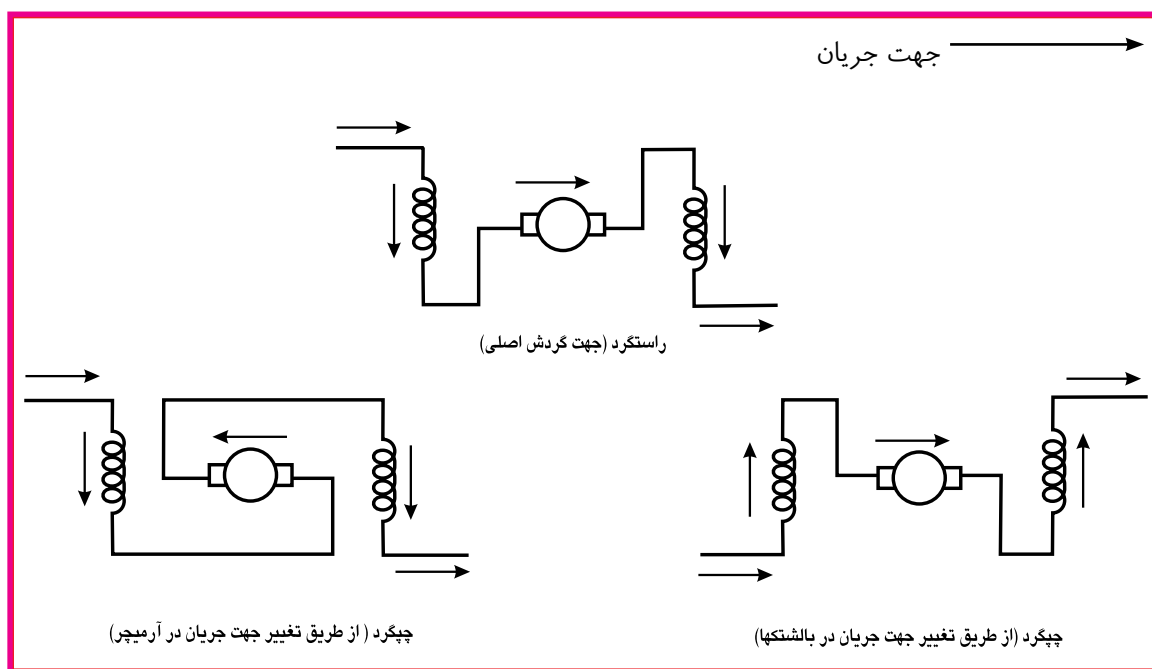 جهت جریان
راستگرد (جهت گردش اصلی)
چپگرد (از طریق تغییر جهت جریان در بالشتکها)
چپگرد ( از طریق تغییر جهت جریان در آرمیچر)